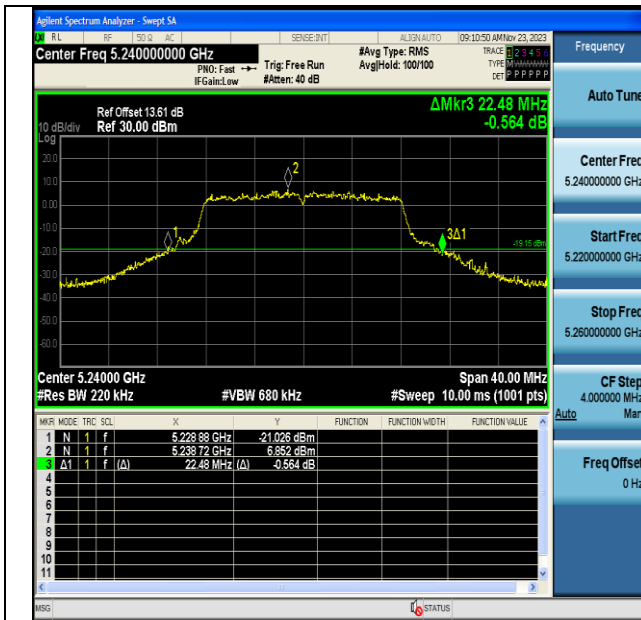 Agilent Spectrum Analyzer - Swept SA
RL RF 50 Ω AC SENSE:INT ALIGN AUTO 09:10:50 AM Nov 23, 2023
Center Freq 5.240000000 GHz #Avg Type: RMS TRACE 1 2 3 4 5 6
PNO: Fast Trig: Free Run Avg|Hold: 100/100 TYPE M
IFGain:Low #Atten: 40 dB DET P P P P P P
Frequency
Auto Tune
Center Freq
5.240000000 GHz
Start Freq
5.220000000 GHz
Stop Freq
5.260000000 GHz
CF Step
4.000000 MHz
Auto Man
Freq Offset
0 Hz
ΔMkr3 22.48 MHz
-0.564 dB
Ref Offset 13.61 dB
10 dB/div Ref 30.00 dBm
Log
20.0
10.0
0.00
-10.0
-20.0
-30.0
-40.0
-50.0
-60.0
1
2
3Δ1
-19.15 dBm
Center 5.24000 GHz Span 40.00 MHz
#Res BW 220 kHz #VBW 680 kHz #Sweep 10.00 ms (1001 pts)
MKR MODE TRC SCL X Y FUNCTION FUNCTION WIDTH FUNCTION VALUE
1 N 1 f 5.228 88 GHz -21.026 dBm
2 N 1 f 5.238 72 GHz 6.852 dBm
3 Δ1 1 f (Δ) 22.48 MHz (Δ) -0.564 dB
4
5
6
7
8
9
10
11
MSG STATUS